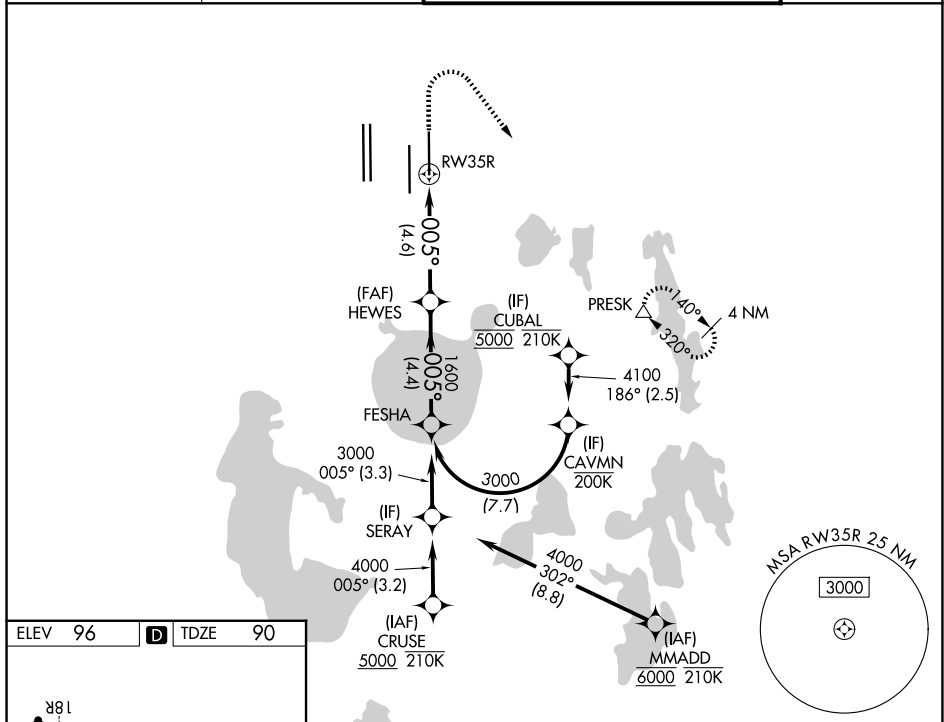 RW35R
005°
(4.6)
(FAF)
HEWES
(IF)
CUBAL
5000 210K
PRESK
140°
320°
4 NM
1600
005°
(4.4)
4100
186° (2.5)
FESHA
(IF)
CAVMN
200K
3000
005° (3.3)
3000
(7.7)
(IF)
SERAY
4000
302°
(8.8)
MSA RW35R 25 NM
3000
4000
005° (3.2)
(IAF)
CRUSE
5000 210K
(IAF)
MMADD
6000 210K
ELEV 96 D TDZE 90
18R